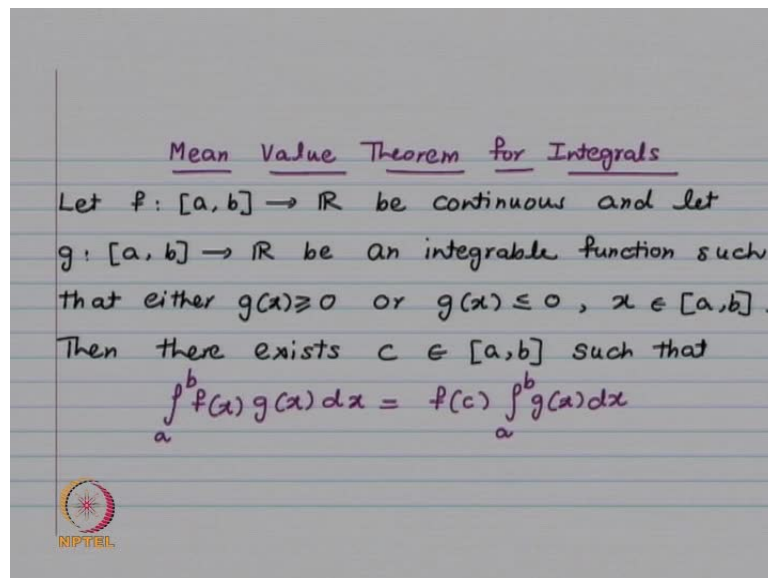 Mean Value Theorem for Integrals
Let f : [a, b] → ℝ be continuous and let
g : [a, b] → ℝ be an integrable function such
that either g(x) ⩾ 0 or g(x) ≤ 0 , x ∈ [a,b] .
Then there exists c ∈ [a,b] such that
∫_a^b f(x) g(x) dx = f(c) ∫_a^b g(x) dx
NPTEL